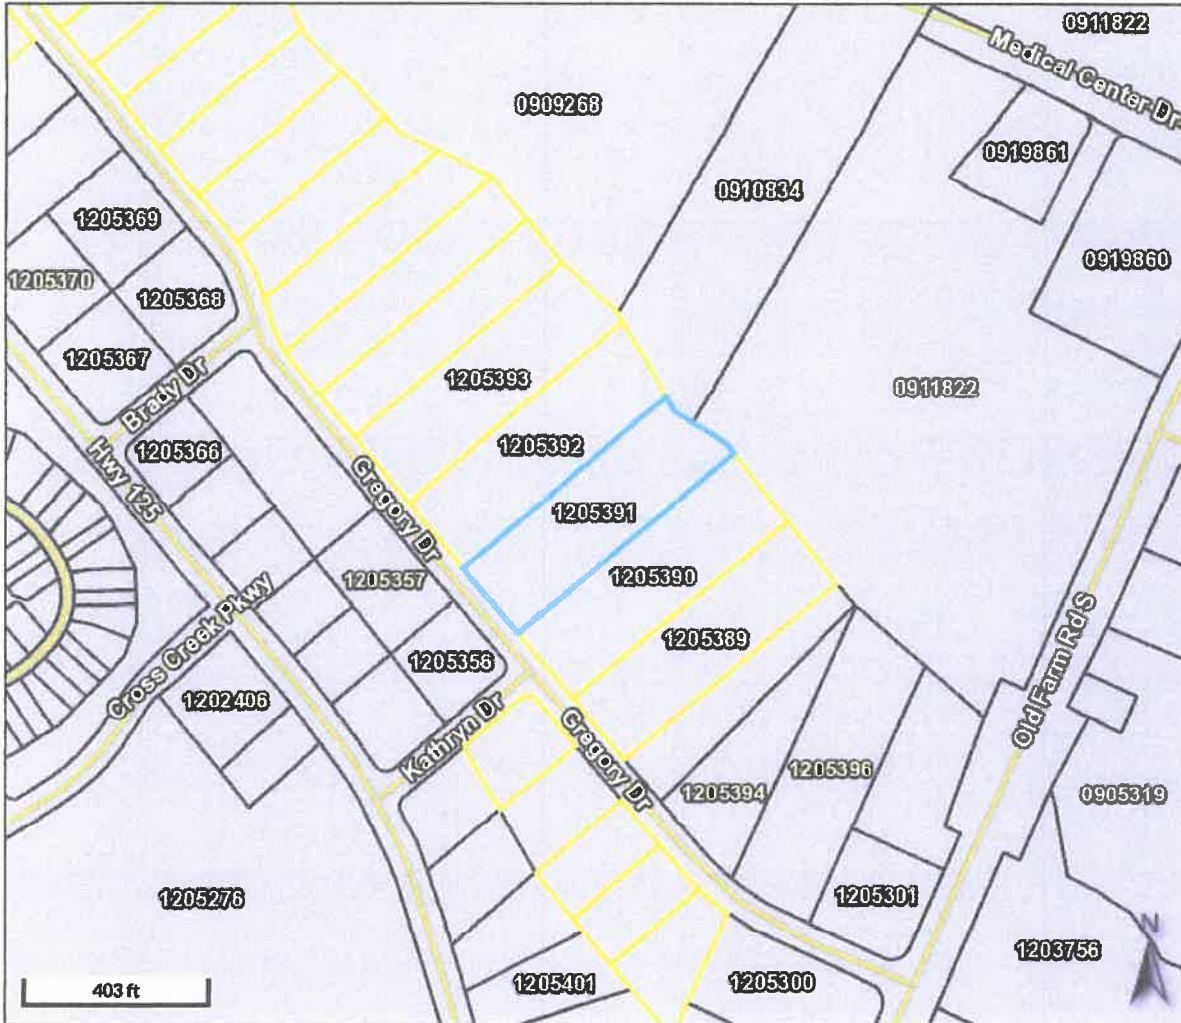 0911822
Medical Center Dr
0909268
0919861
0910834
1205369
0919860
1205370
1205368
1205367
1205393
0911822
Brady Dr
1205392
1205366
Hwy 125
Gregory Dr
1205391
1205357
1205390
Cross Creek Pkwy
1205389
1205356
Old Farm Rd S
1202406
Kathryn Dr
Gregory Dr
1205396
1205394
0905319
1205276
1205301
N
1203756
403 ft
1205401
1205300